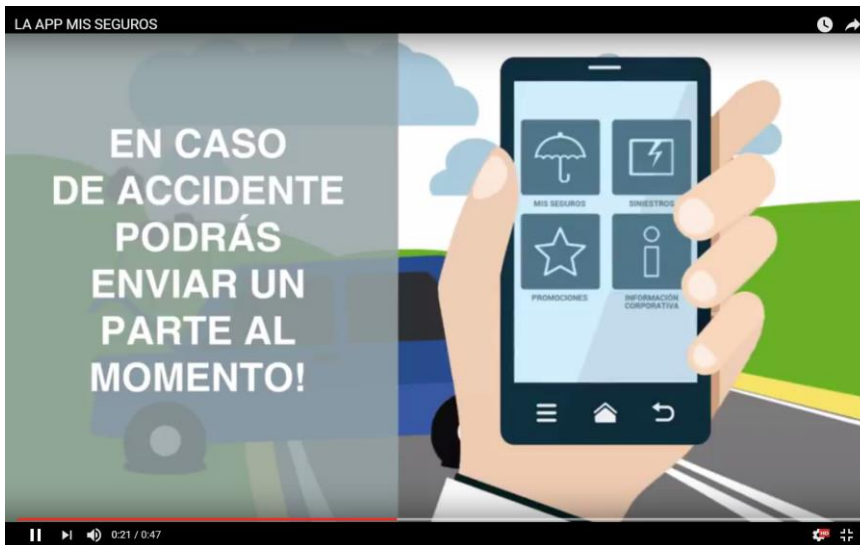 LA APP MIS SEGUROS
EN CASO
DE ACCIDENTE
PODRÁS
ENVIAR UN
PARTE AL
MOMENTO!
MIS SEGUROS
SINIESTROS
PROMOCIONES
INFORMACIÓN
CORPORATIVA
0:21 / 0:47
HD